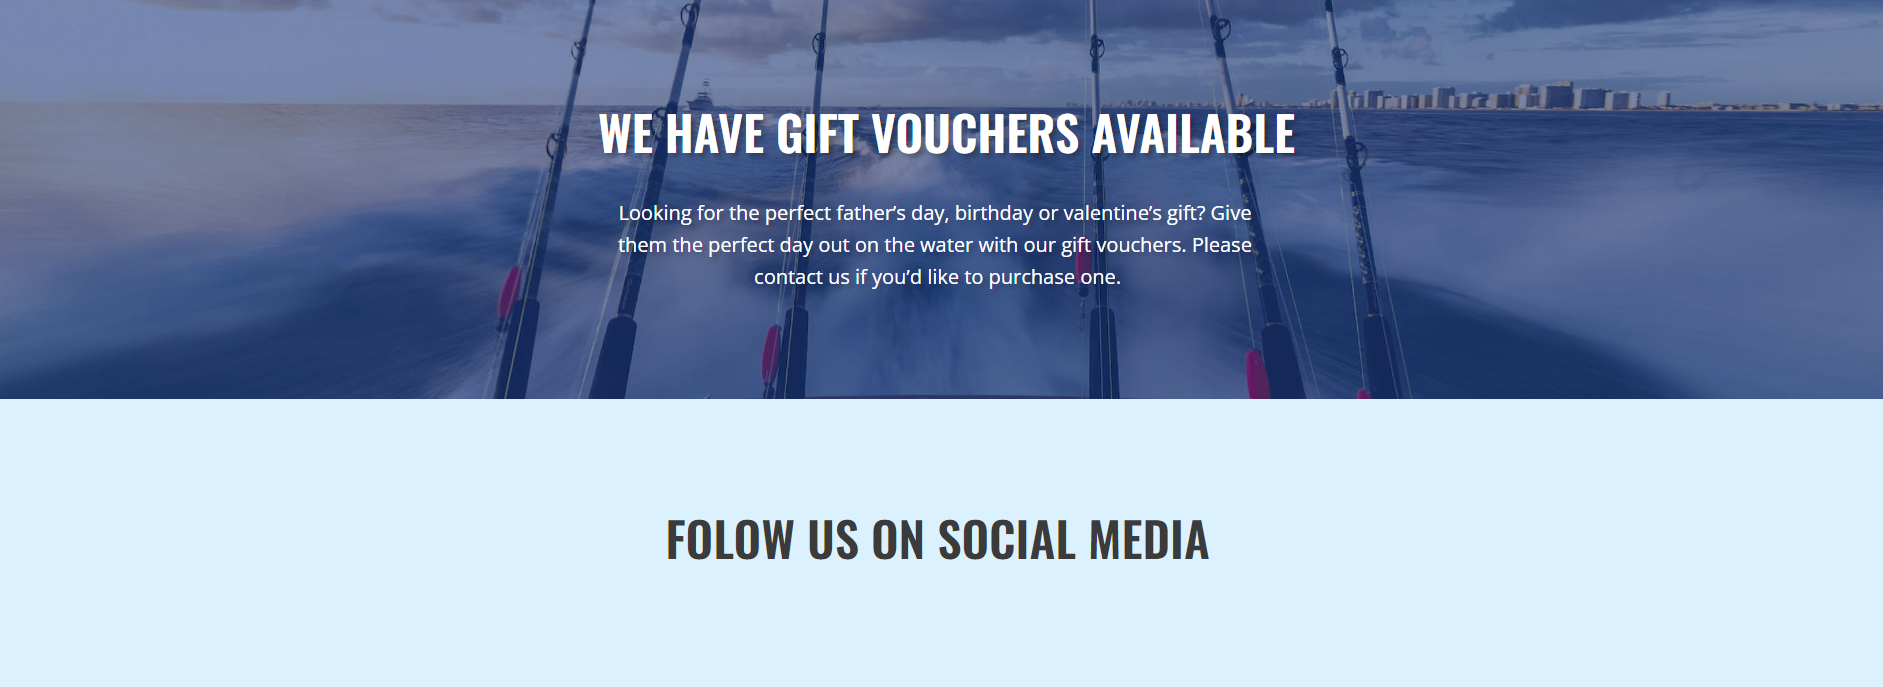 WE HAVE GIFT VOUCHERS AVAILABLE
Looking for the perfect father’s day, birthday or valentine’s gift? Give
them the perfect day out on the water with our gift vouchers. Please
contact us if you’d like to purchase one.
FOLOW US ON SOCIAL MEDIA